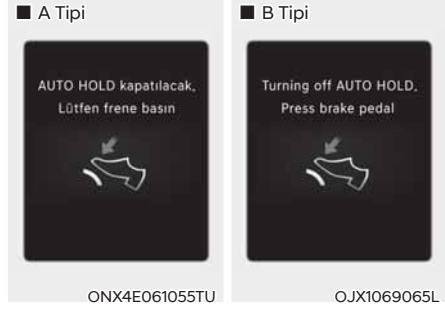 ■ A Tipi
AUTO HOLD kapatılacak,
Lütfen frene basın
ONX4E061055TU
■ B Tipi
Turning off AUTO HOLD,
Press brake pedal
OJX1069065L